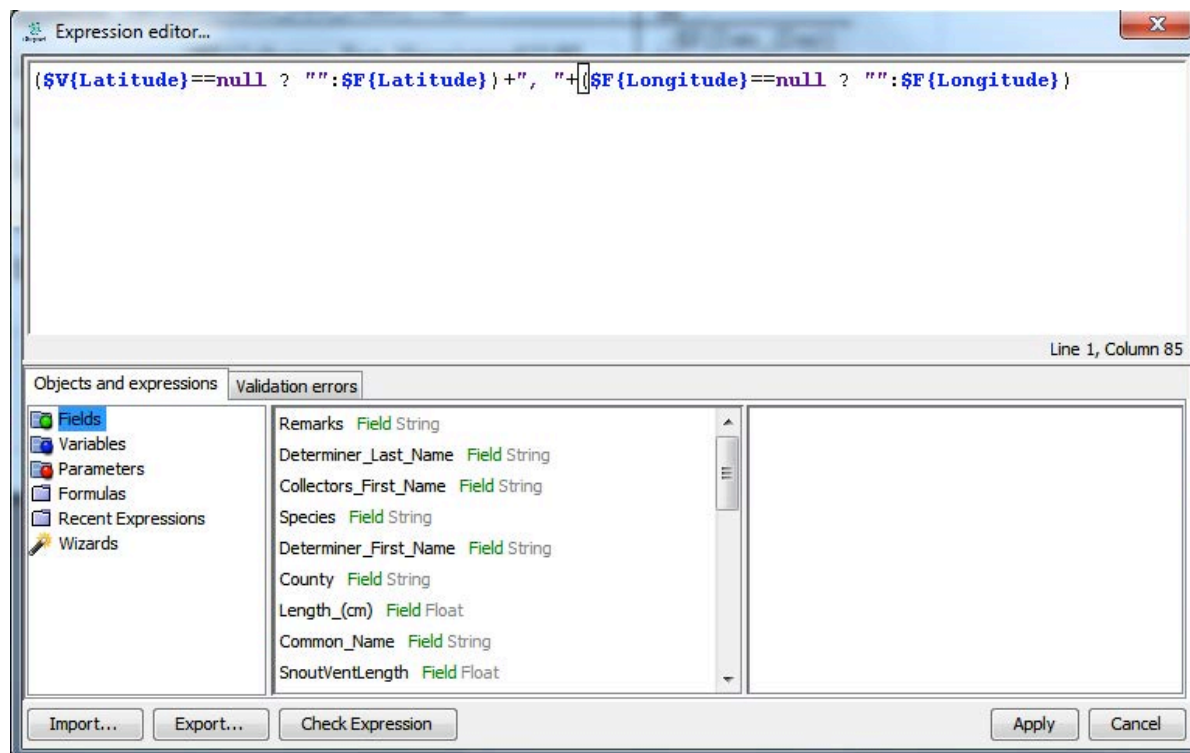 Expression editor...
($V{Latitude}==null ? "":$F{Latitude})+", "+($F{Longitude}==null ? "":$F{Longitude})
Line 1, Column 85
Objects and expressions
Validation errors
Fields
Variables
Parameters
Formulas
Recent Expressions
Wizards
Remarks Field String
Determiner_Last_Name Field String
Collectors_First_Name Field String
Species Field String
Determiner_First_Name Field String
County Field String
Length_(cm) Field Float
Common_Name Field String
SnoutVentLength Field Float
Import...
Export...
Check Expression
Apply
Cancel